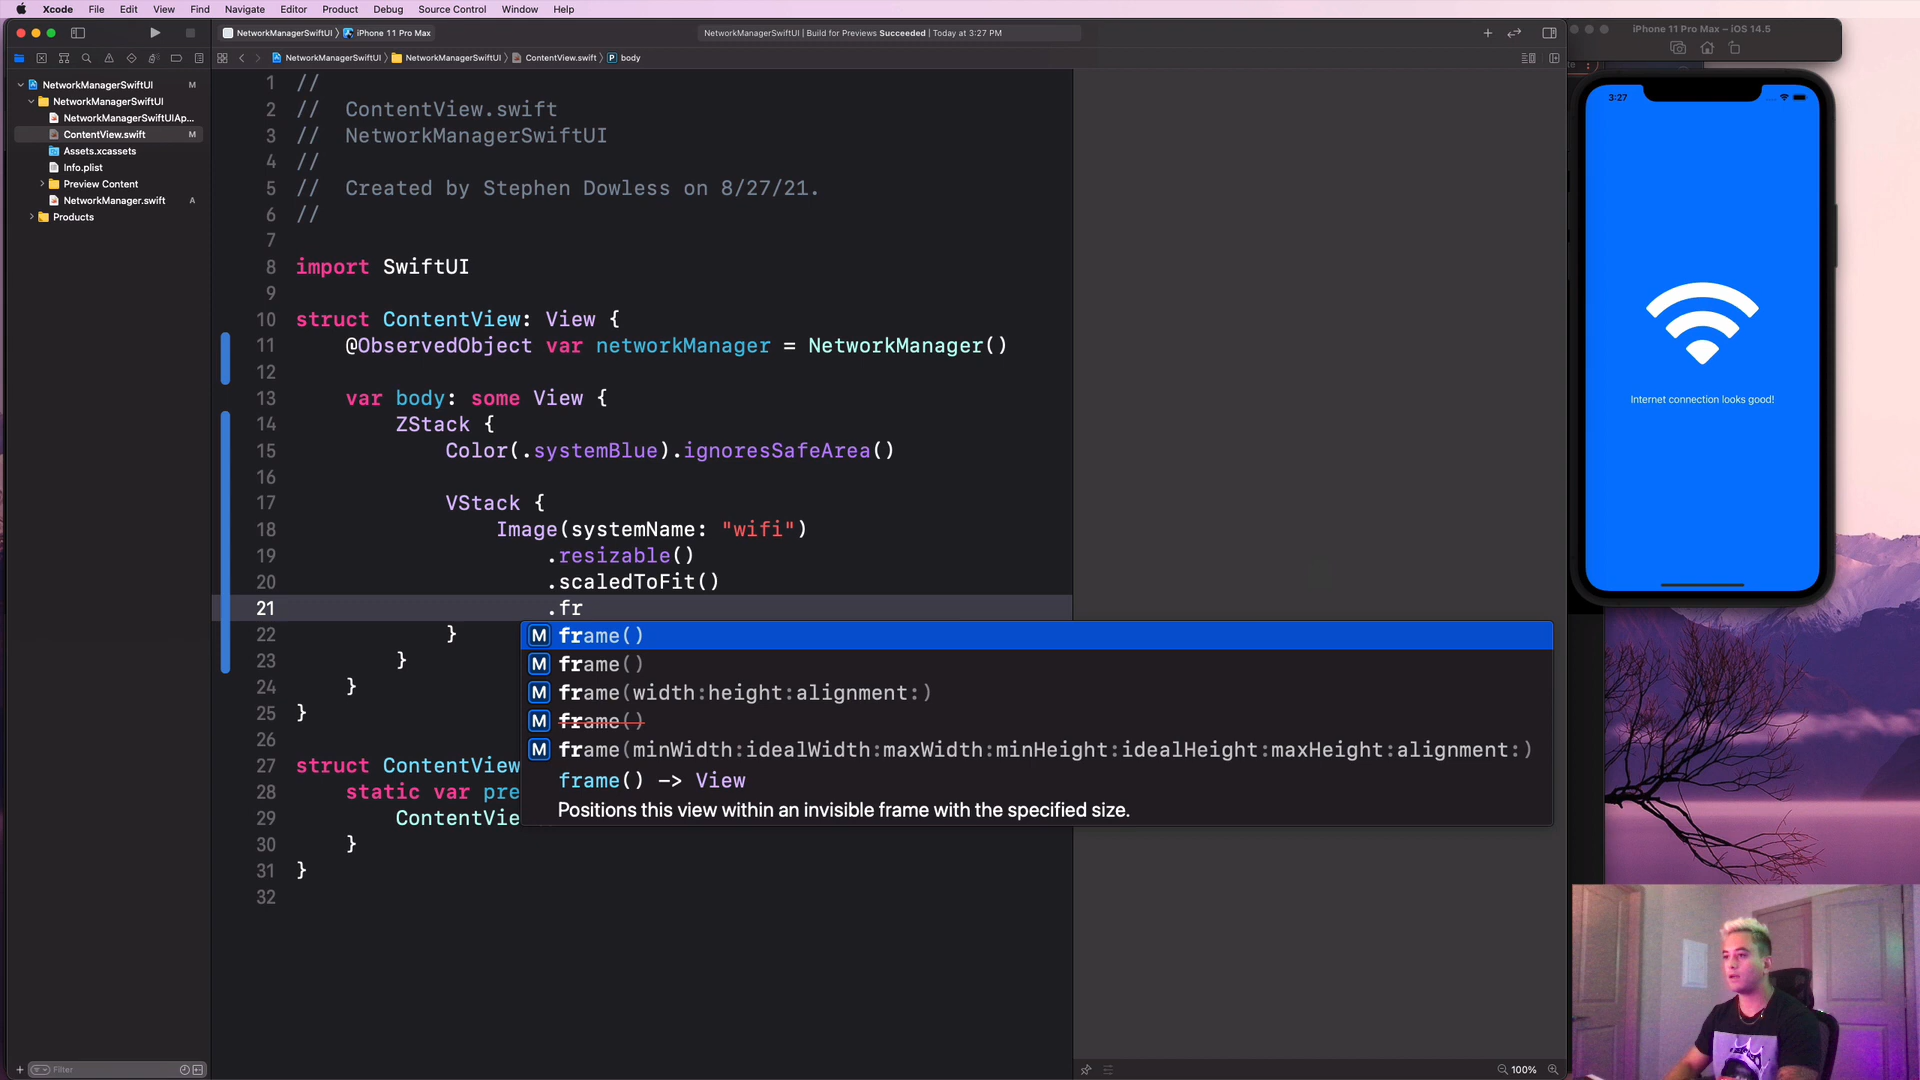 Xcode File Edit View Find Navigate Editor Product Debug Source Control Window Help
NetworkManagerSwiftUI iPhone 11 Pro Max
NetworkManagerSwiftUI | Build for Previews Succeeded | Today at 3:27 PM
iPhone 11 Pro Max – iOS 14.5
NetworkManagerSwiftUI NetworkManagerSwiftUI ContentView.swift P body
NetworkManagerSwiftUI M
NetworkManagerSwiftUI
NetworkManagerSwiftUIAp...
ContentView.swift M
Assets.xcassets
Info.plist
Preview Content
NetworkManager.swift A
Products
Filter
1 //
2 // ContentView.swift
3 // NetworkManagerSwiftUI
4 //
5 // Created by Stephen Dowless on 8/27/21.
6 //
7
8 import SwiftUI
9
10 struct ContentView: View {
11 @ObservedObject var networkManager = NetworkManager()
12
13 var body: some View {
14 ZStack {
15 Color(.systemBlue).ignoresSafeArea()
16
17 VStack {
18 Image(systemName: "wifi")
19 .resizable()
20 .scaledToFit()
21 .fr
22 }
23 }
24 }
25 }
26
27 struct ContentView
28 static var pre
29 ContentVie
30 }
31 }
32
M frame()
M frame()
M frame(width:height:alignment:)
M frame()
M frame(minWidth:idealWidth:maxWidth:minHeight:idealHeight:maxHeight:alignment:)
frame() -> View
Positions this view within an invisible frame with the specified size.
3:27
Internet connection looks good!
100%